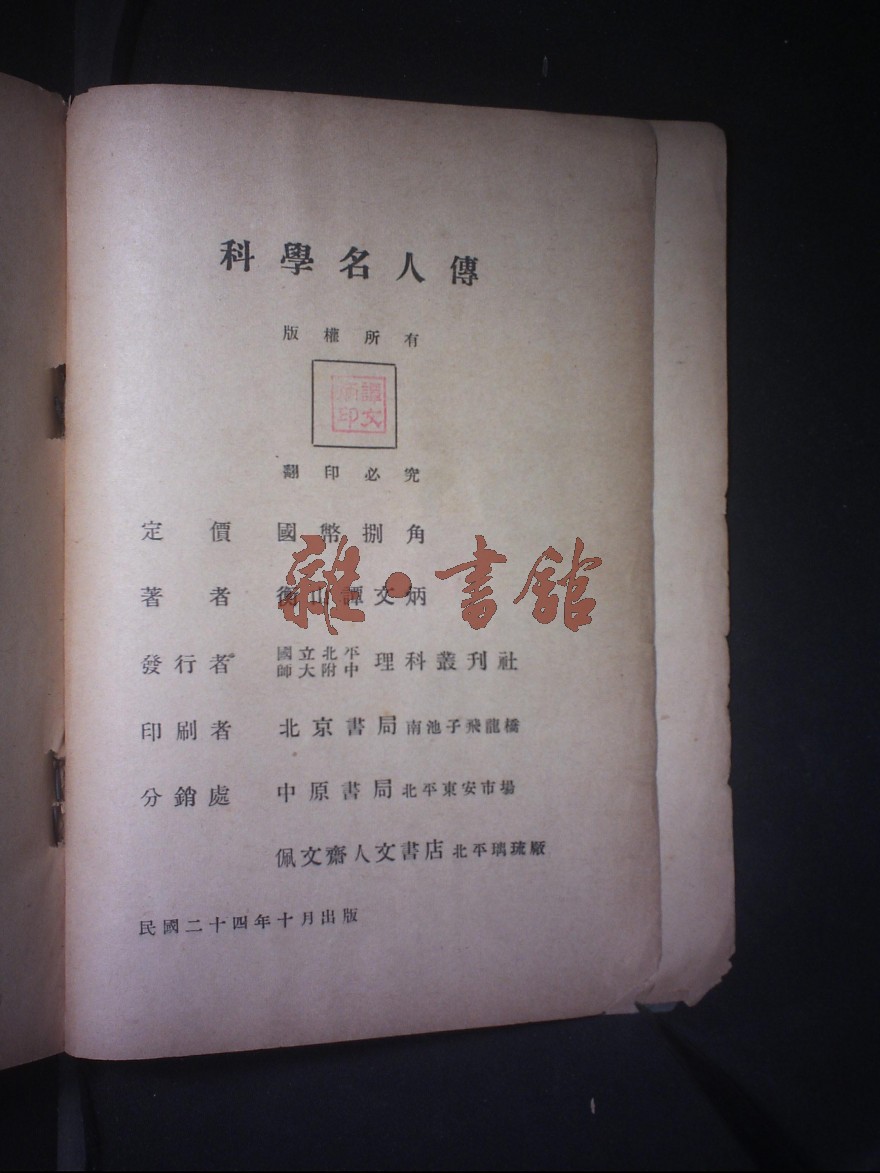 科學名人傳
版權所有
譚文炳印
翻印必究
定價 國幣捌角
著者 衡山譚文炳
發行者 國立北平師大附中 理科叢刊社
印刷者 北京書局 南池子飛龍橋
分銷處 中原書局 北平東安市場
佩文齋人文書店 北平璃琉廠
民國二十四年十月出版
雜·書館